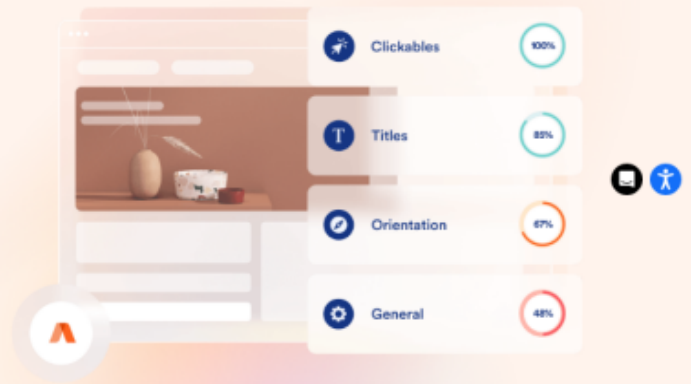 Clickables
100%
Titles
85%
Orientation
67%
General
48%